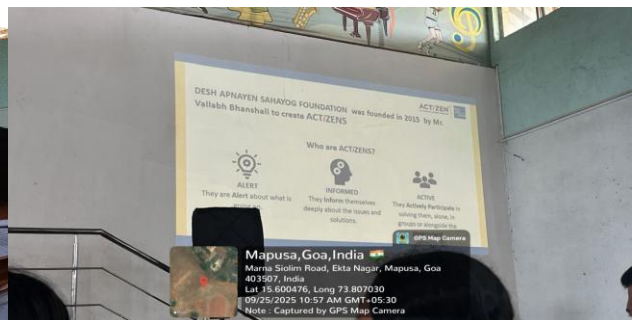 DESH APNAYEN SAHAYOG FOUNDATION was founded in 2015 by Mr.
Vallabh Bhanshali to create ACT/ZENS
ACT/ZEN
Who are ACT/ZENS?
ALERT
They are Alert about what is
INFORMED
They Inform themselves
deeply about the issues and
solutions.
ACTIVE
They Actively Participate in
solving them, alone, in
groups or alongside the
GPS Map Camera
Mapusa,Goa,India
Marna Siolim Road, Ekta Nagar, Mapusa, Goa
403507, India
Lat 15.600476, Long 73.807030
09/25/2025 10:57 AM GMT+05:30
Note : Captured by GPS Map Camera